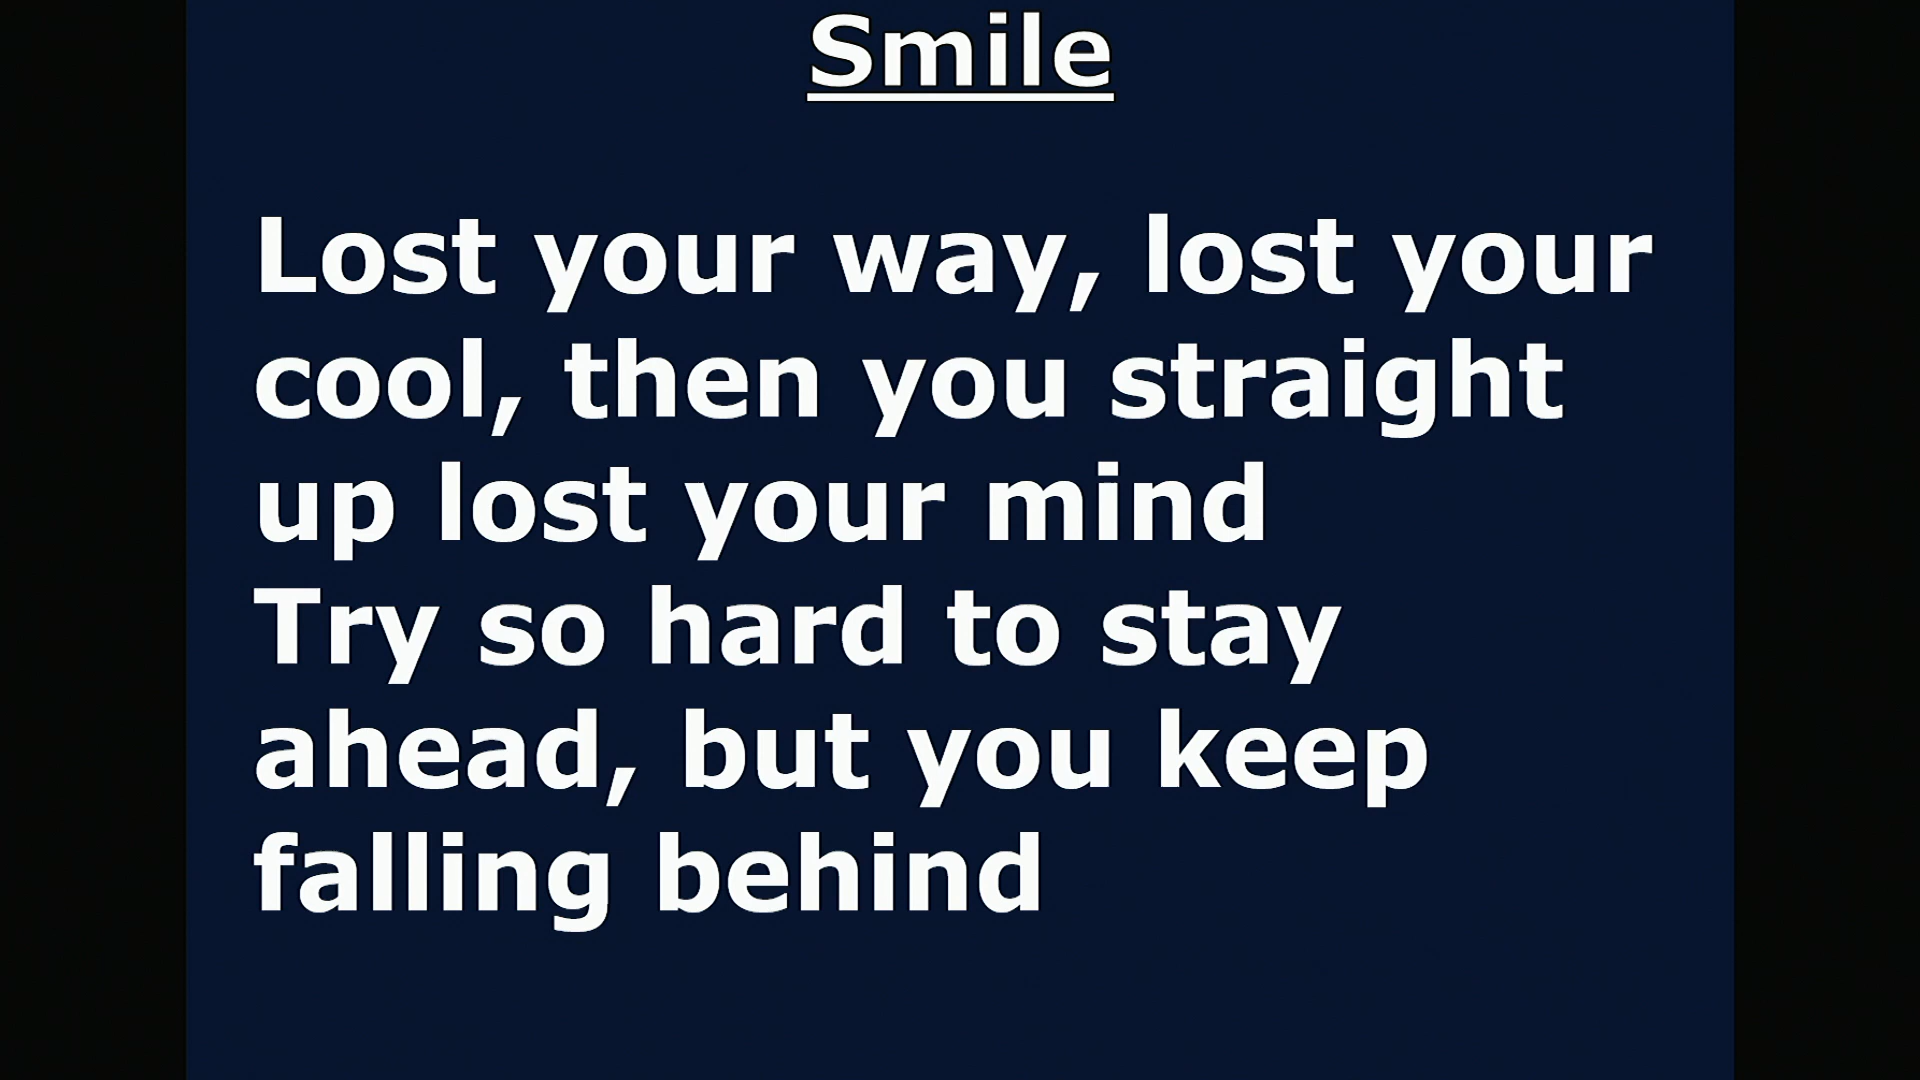 Smile
Lost your way, lost your
cool, then you straight
up lost your mind
Try so hard to stay
ahead, but you keep
falling behind